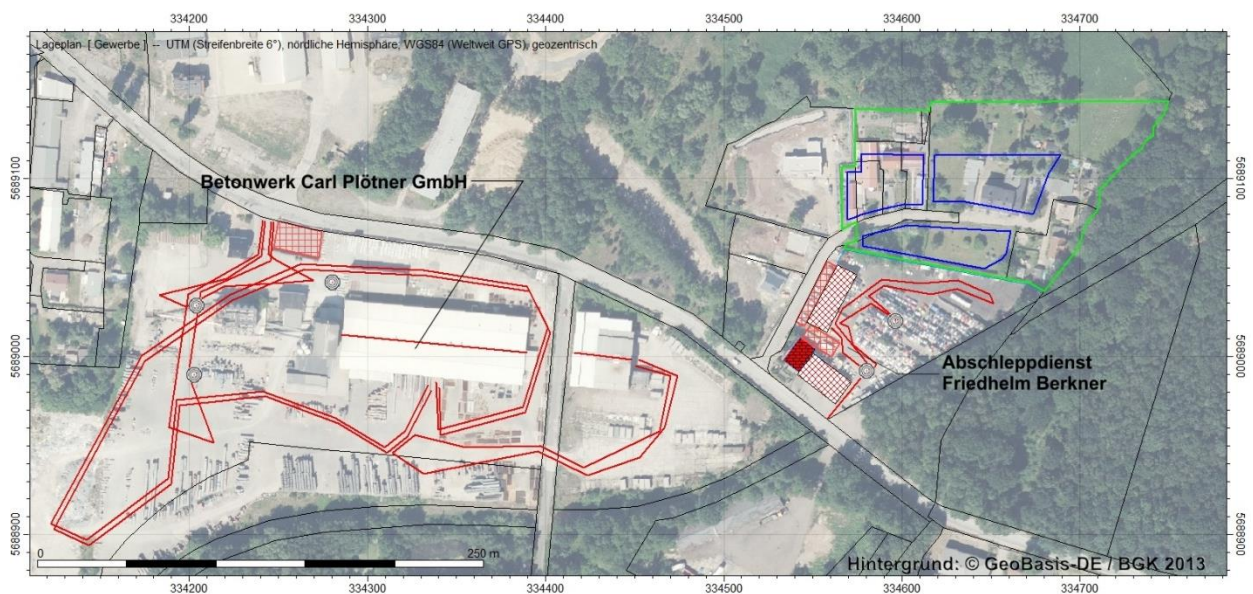 334200 334300 334400 334500 334600 334700
Lageplan [ Gewerbe ] -- UTM (Streifenbreite 6°), nördliche Hemisphäre, WGS84 (Weltweit GPS), geozentrisch
5689100 5689100
Betonwerk Carl Plötner GmbH
5689000 5689000
Abschleppdienst
Friedhelm Berkner
5688900 5688900
0 250 m
Hintergrund: © GeoBasis-DE / BGK 2013
334200 334300 334400 334500 334600 334700